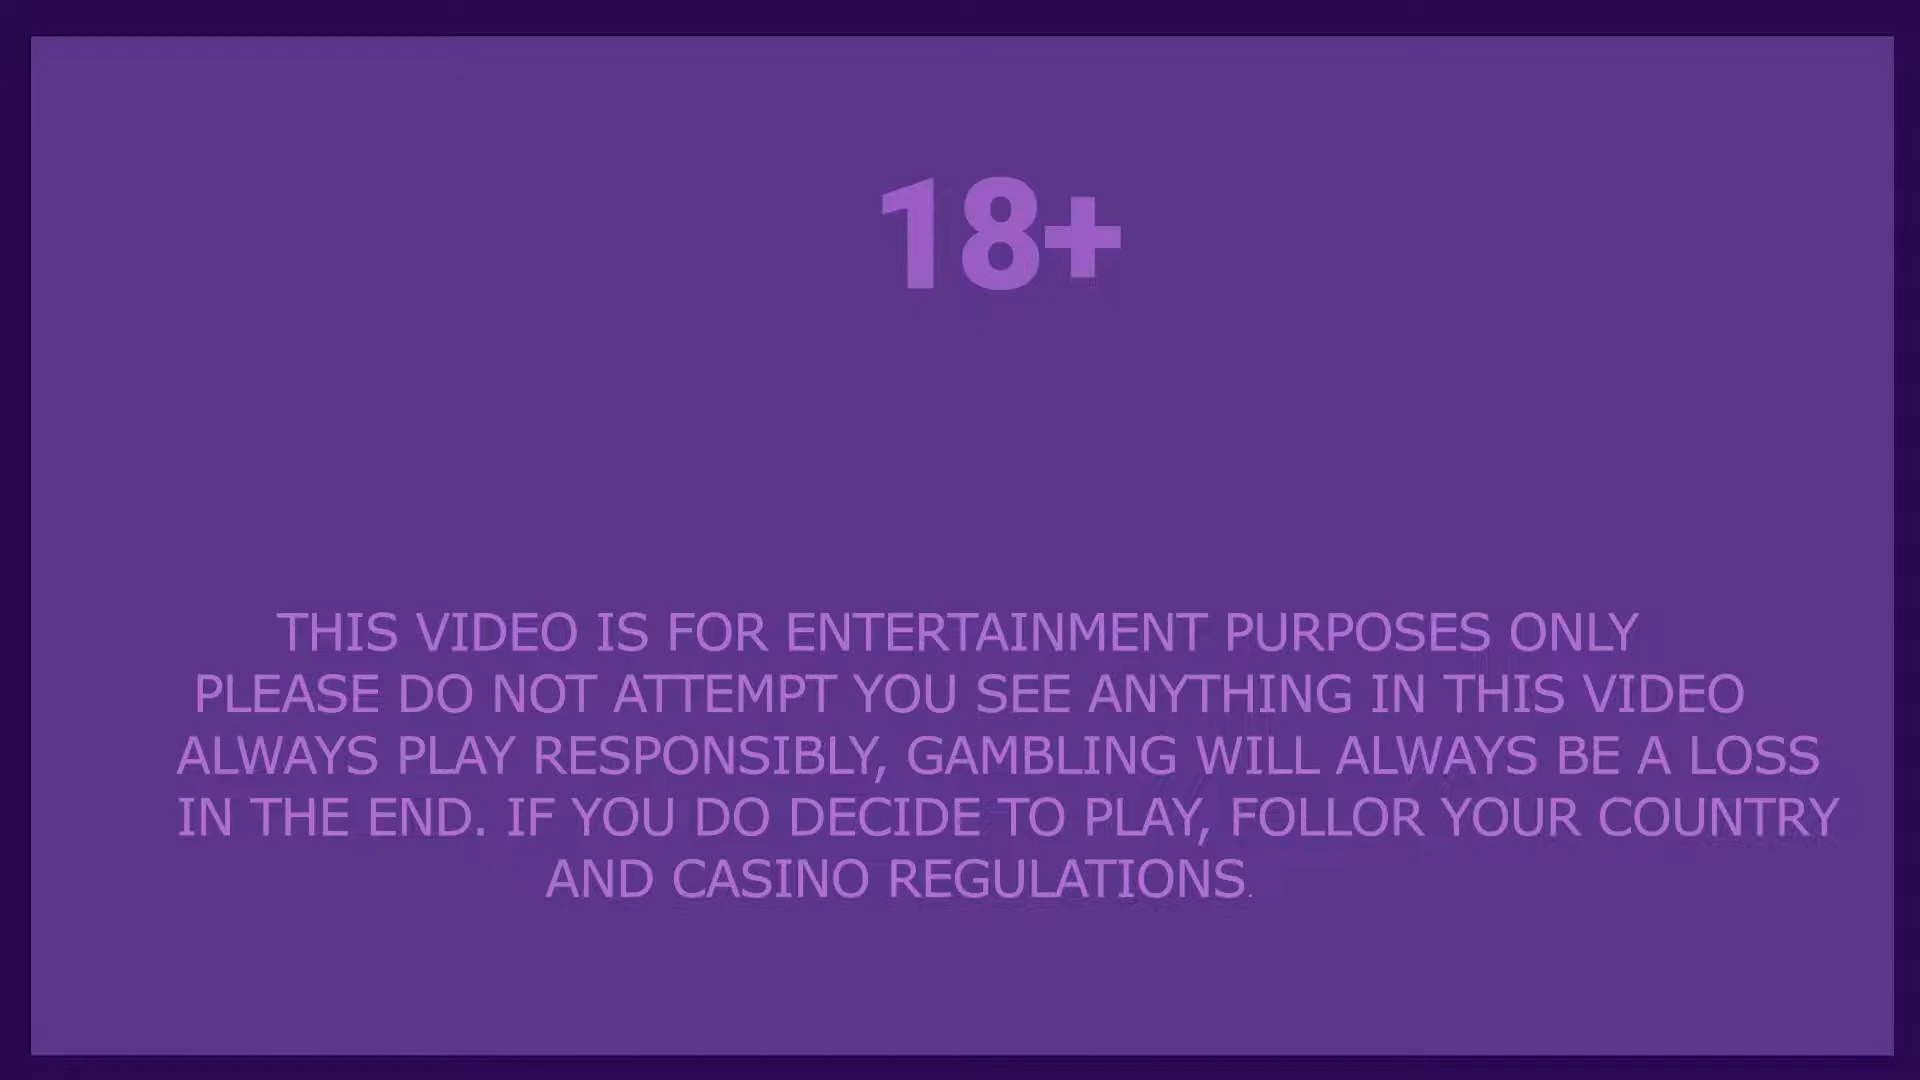 18+
THIS VIDEO IS FOR ENTERTAINMENT PURPOSES ONLY
PLEASE DO NOT ATTEMPT YOU SEE ANYTHING IN THIS VIDEO
ALWAYS PLAY RESPONSIBLY, GAMBLING WILL ALWAYS BE A LOSS
IN THE END. IF YOU DO DECIDE TO PLAY, FOLLOR YOUR COUNTRY
AND CASINO REGULATIONS.